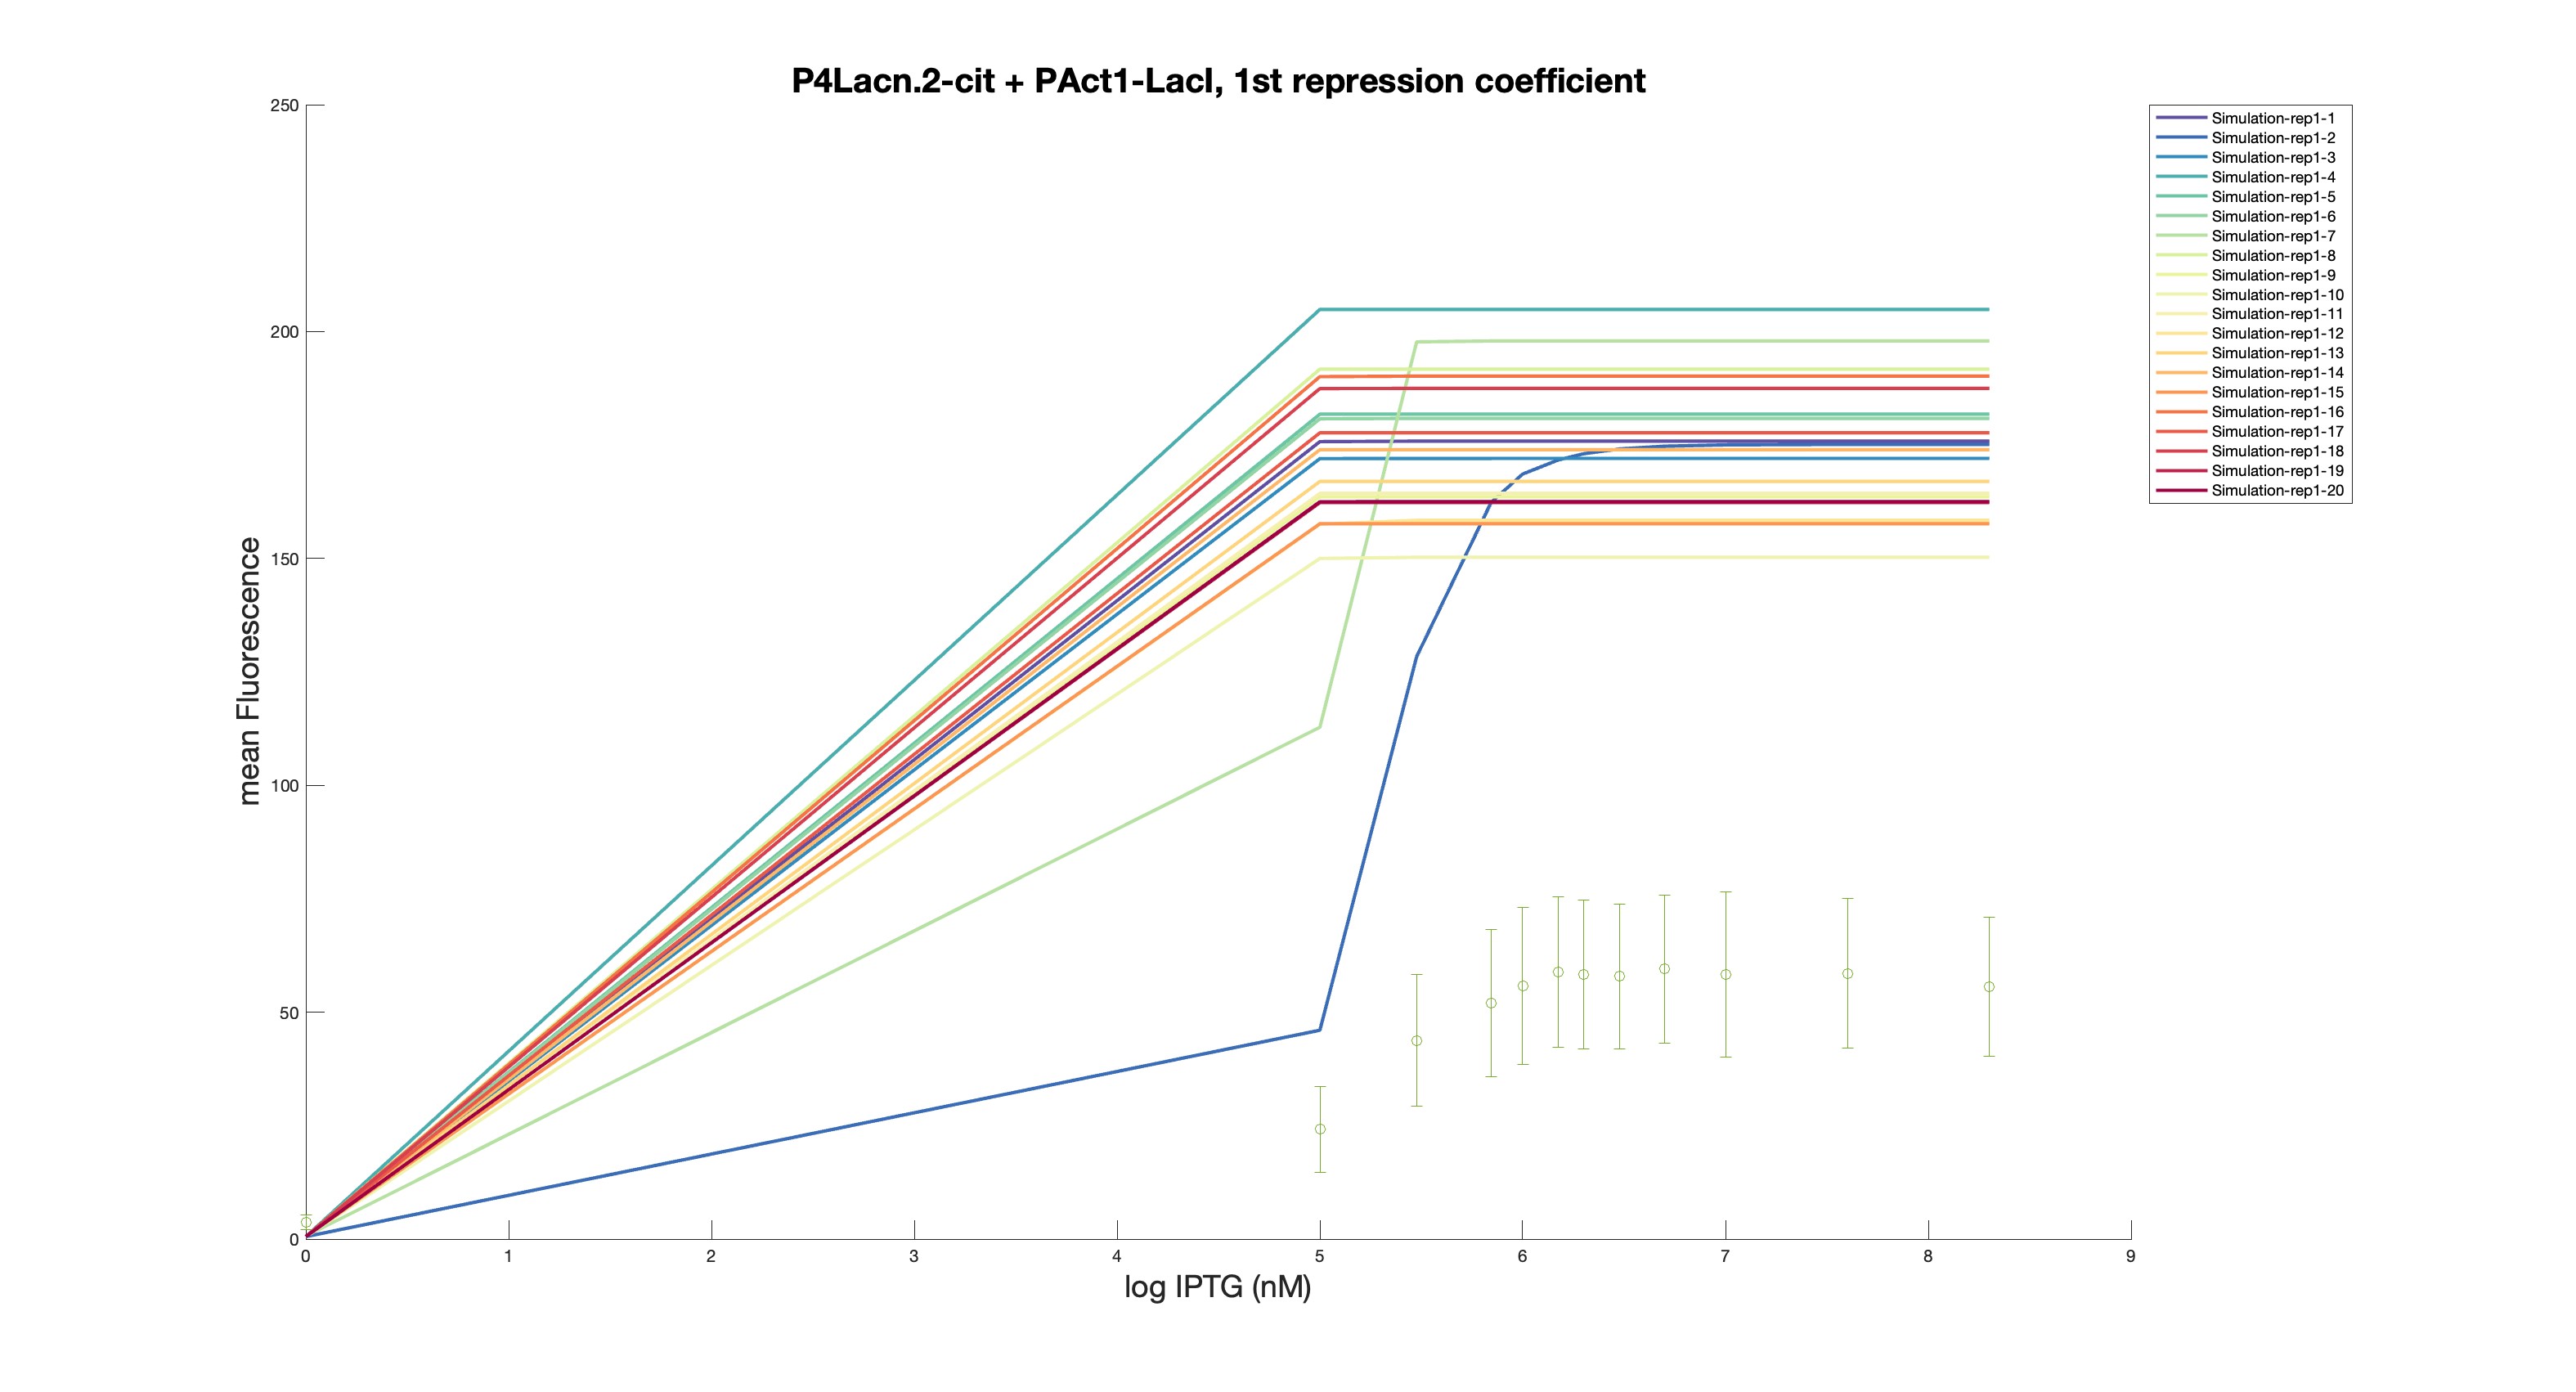 P4Lacn.2-cit + PAct1-LacI, 1st repression coefficient
250
200
150
100
50
0
mean Fluorescence
0 1 2 3 4 5 6 7 8 9
log IPTG (nM)
Simulation-rep1-1
Simulation-rep1-2
Simulation-rep1-3
Simulation-rep1-4
Simulation-rep1-5
Simulation-rep1-6
Simulation-rep1-7
Simulation-rep1-8
Simulation-rep1-9
Simulation-rep1-10
Simulation-rep1-11
Simulation-rep1-12
Simulation-rep1-13
Simulation-rep1-14
Simulation-rep1-15
Simulation-rep1-16
Simulation-rep1-17
Simulation-rep1-18
Simulation-rep1-19
Simulation-rep1-20